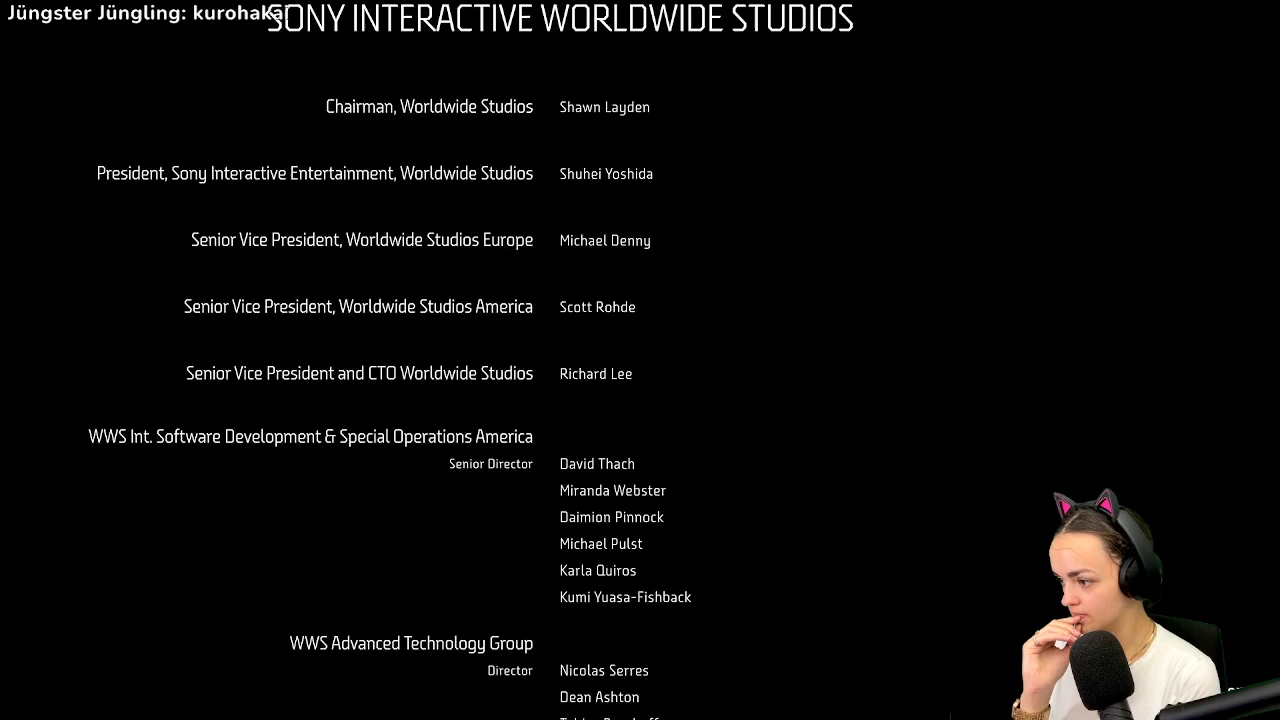 Jüngster Jüngling: kurohakai
SONY INTERACTIVE WORLDWIDE STUDIOS
Chairman, Worldwide Studios Shawn Layden
President, Sony Interactive Entertainment, Worldwide Studios Shuhei Yoshida
Senior Vice President, Worldwide Studios Europe Michael Denny
Senior Vice President, Worldwide Studios America Scott Rohde
Senior Vice President and CTO Worldwide Studios Richard Lee
WWS Int. Software Development & Special Operations America
Senior Director David Thach
Miranda Webster
Daimion Pinnock
Michael Pulst
Karla Quiros
Kumi Yuasa-Fishback
WWS Advanced Technology Group
Director Nicolas Serres
Dean Ashton